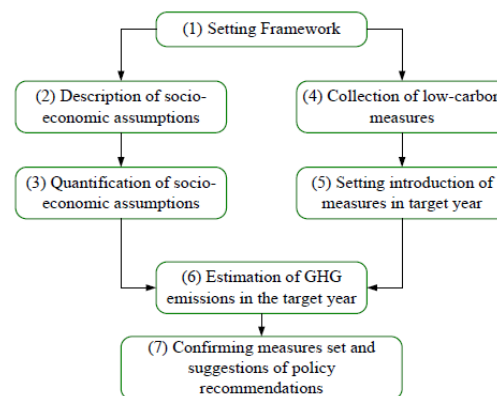 (1) Setting Framework
(2) Description of socio-
economic assumptions
(4) Collection of low-carbon
measures
(3) Quantification of socio-
economic assumptions
(5) Setting introduction of
measures in target year
(6) Estimation of GHG
emissions in the target year
(7) Confirming measures set and
suggestions of policy
recommendations